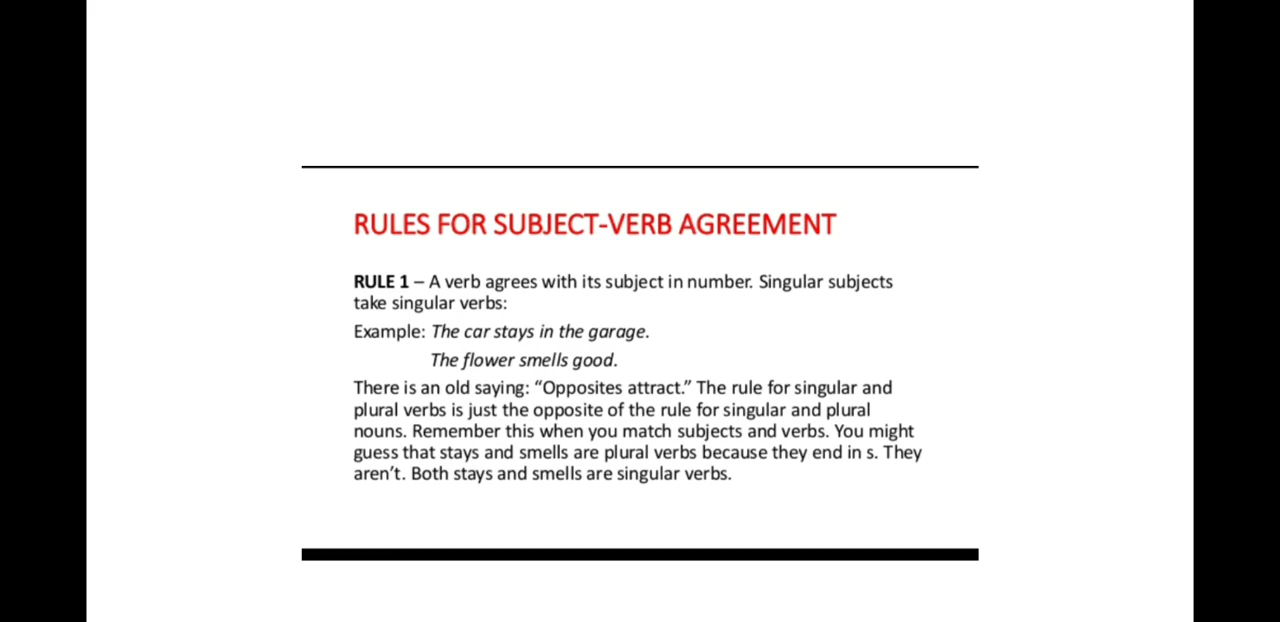 RULES FOR SUBJECT-VERB AGREEMENT
RULE 1 – A verb agrees with its subject in number. Singular subjects
take singular verbs:
Example: The car stays in the garage.
The flower smells good.
There is an old saying: “Opposites attract.” The rule for singular and
plural verbs is just the opposite of the rule for singular and plural
nouns. Remember this when you match subjects and verbs. You might
guess that stays and smells are plural verbs because they end in s. They
aren’t. Both stays and smells are singular verbs.